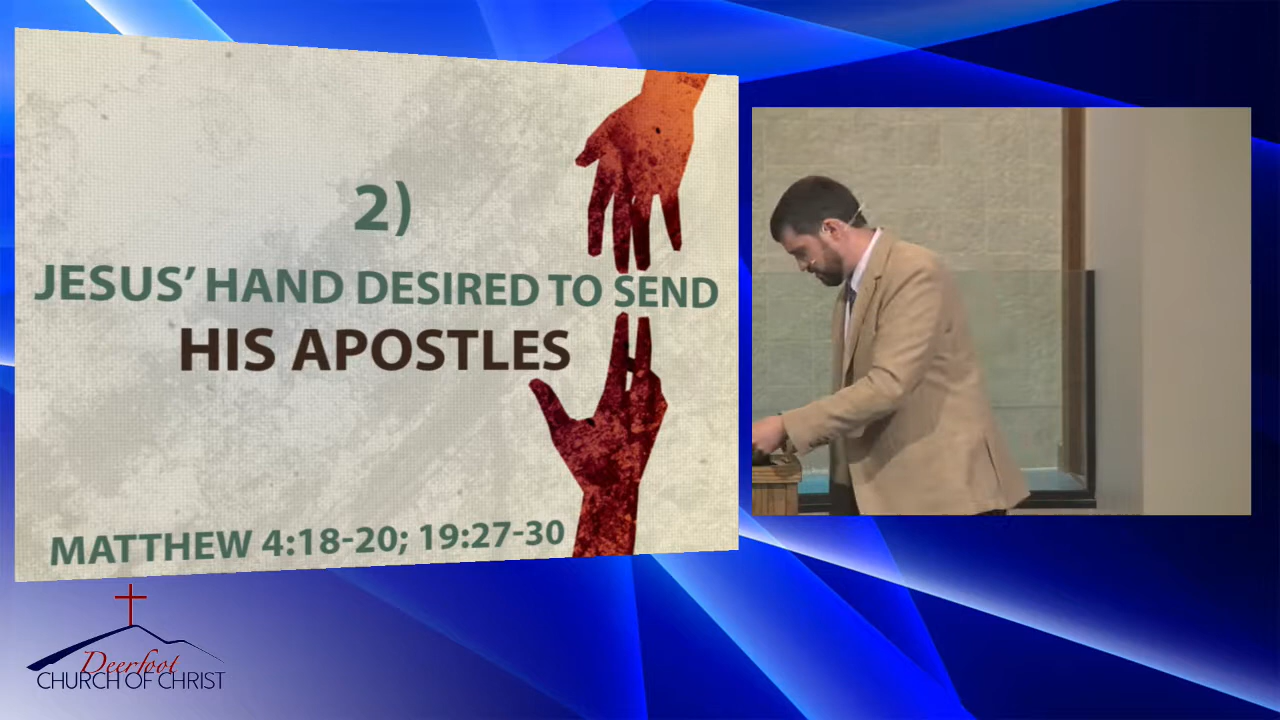 2)
JESUS’ HAND DESIRED TO SEND
HIS APOSTLES
MATTHEW 4:18-20; 19:27-30
Deerfoot
CHURCH OF CHRIST